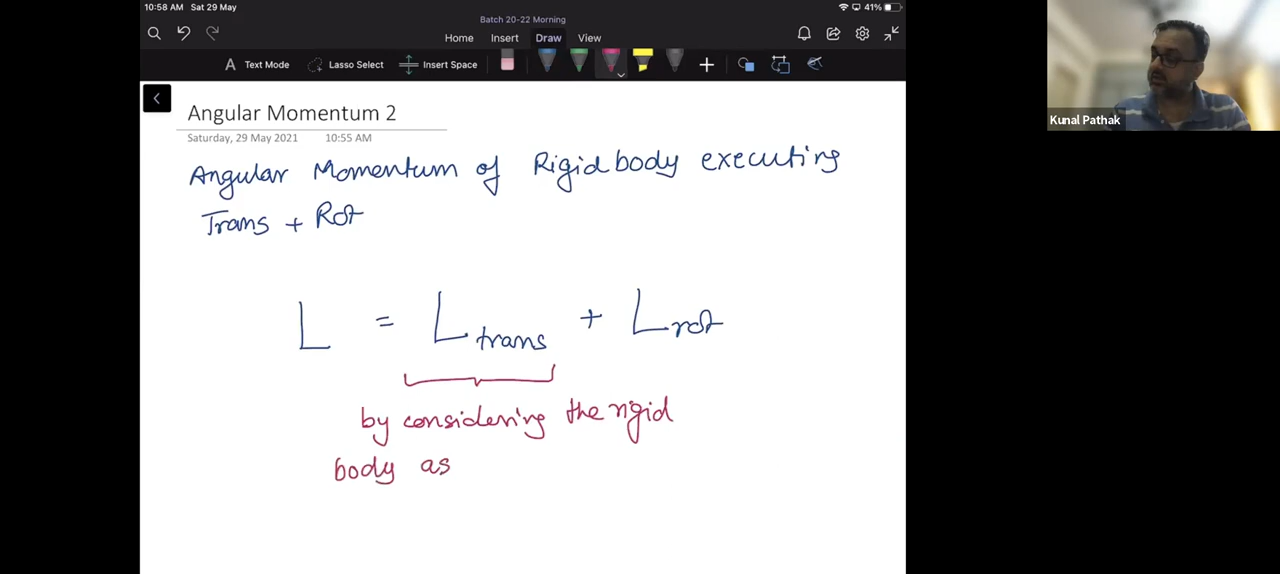 10:58 AM Sat 29 May
41%
Batch 20-22 Morning
Home Insert Draw View
Text Mode Lasso Select Insert Space
Angular Momentum 2
Saturday, 29 May 2021 10:55 AM
Angular Momentum of Rigid body executing
Trans + Rot
L = L trans + L rot
by considering the rigid
body as
Kunal Pathak